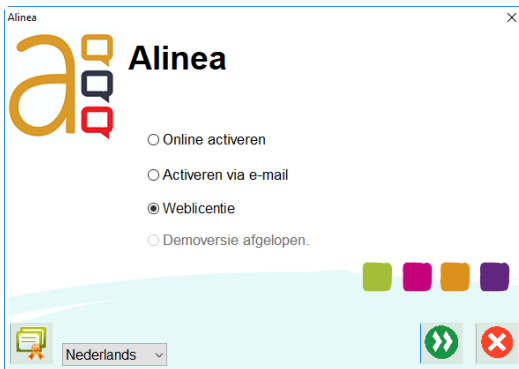 Alinea
Alinea
Online activeren
Activeren via e-mail
Weblicentie
Demoversie afgelopen.
Nederlands